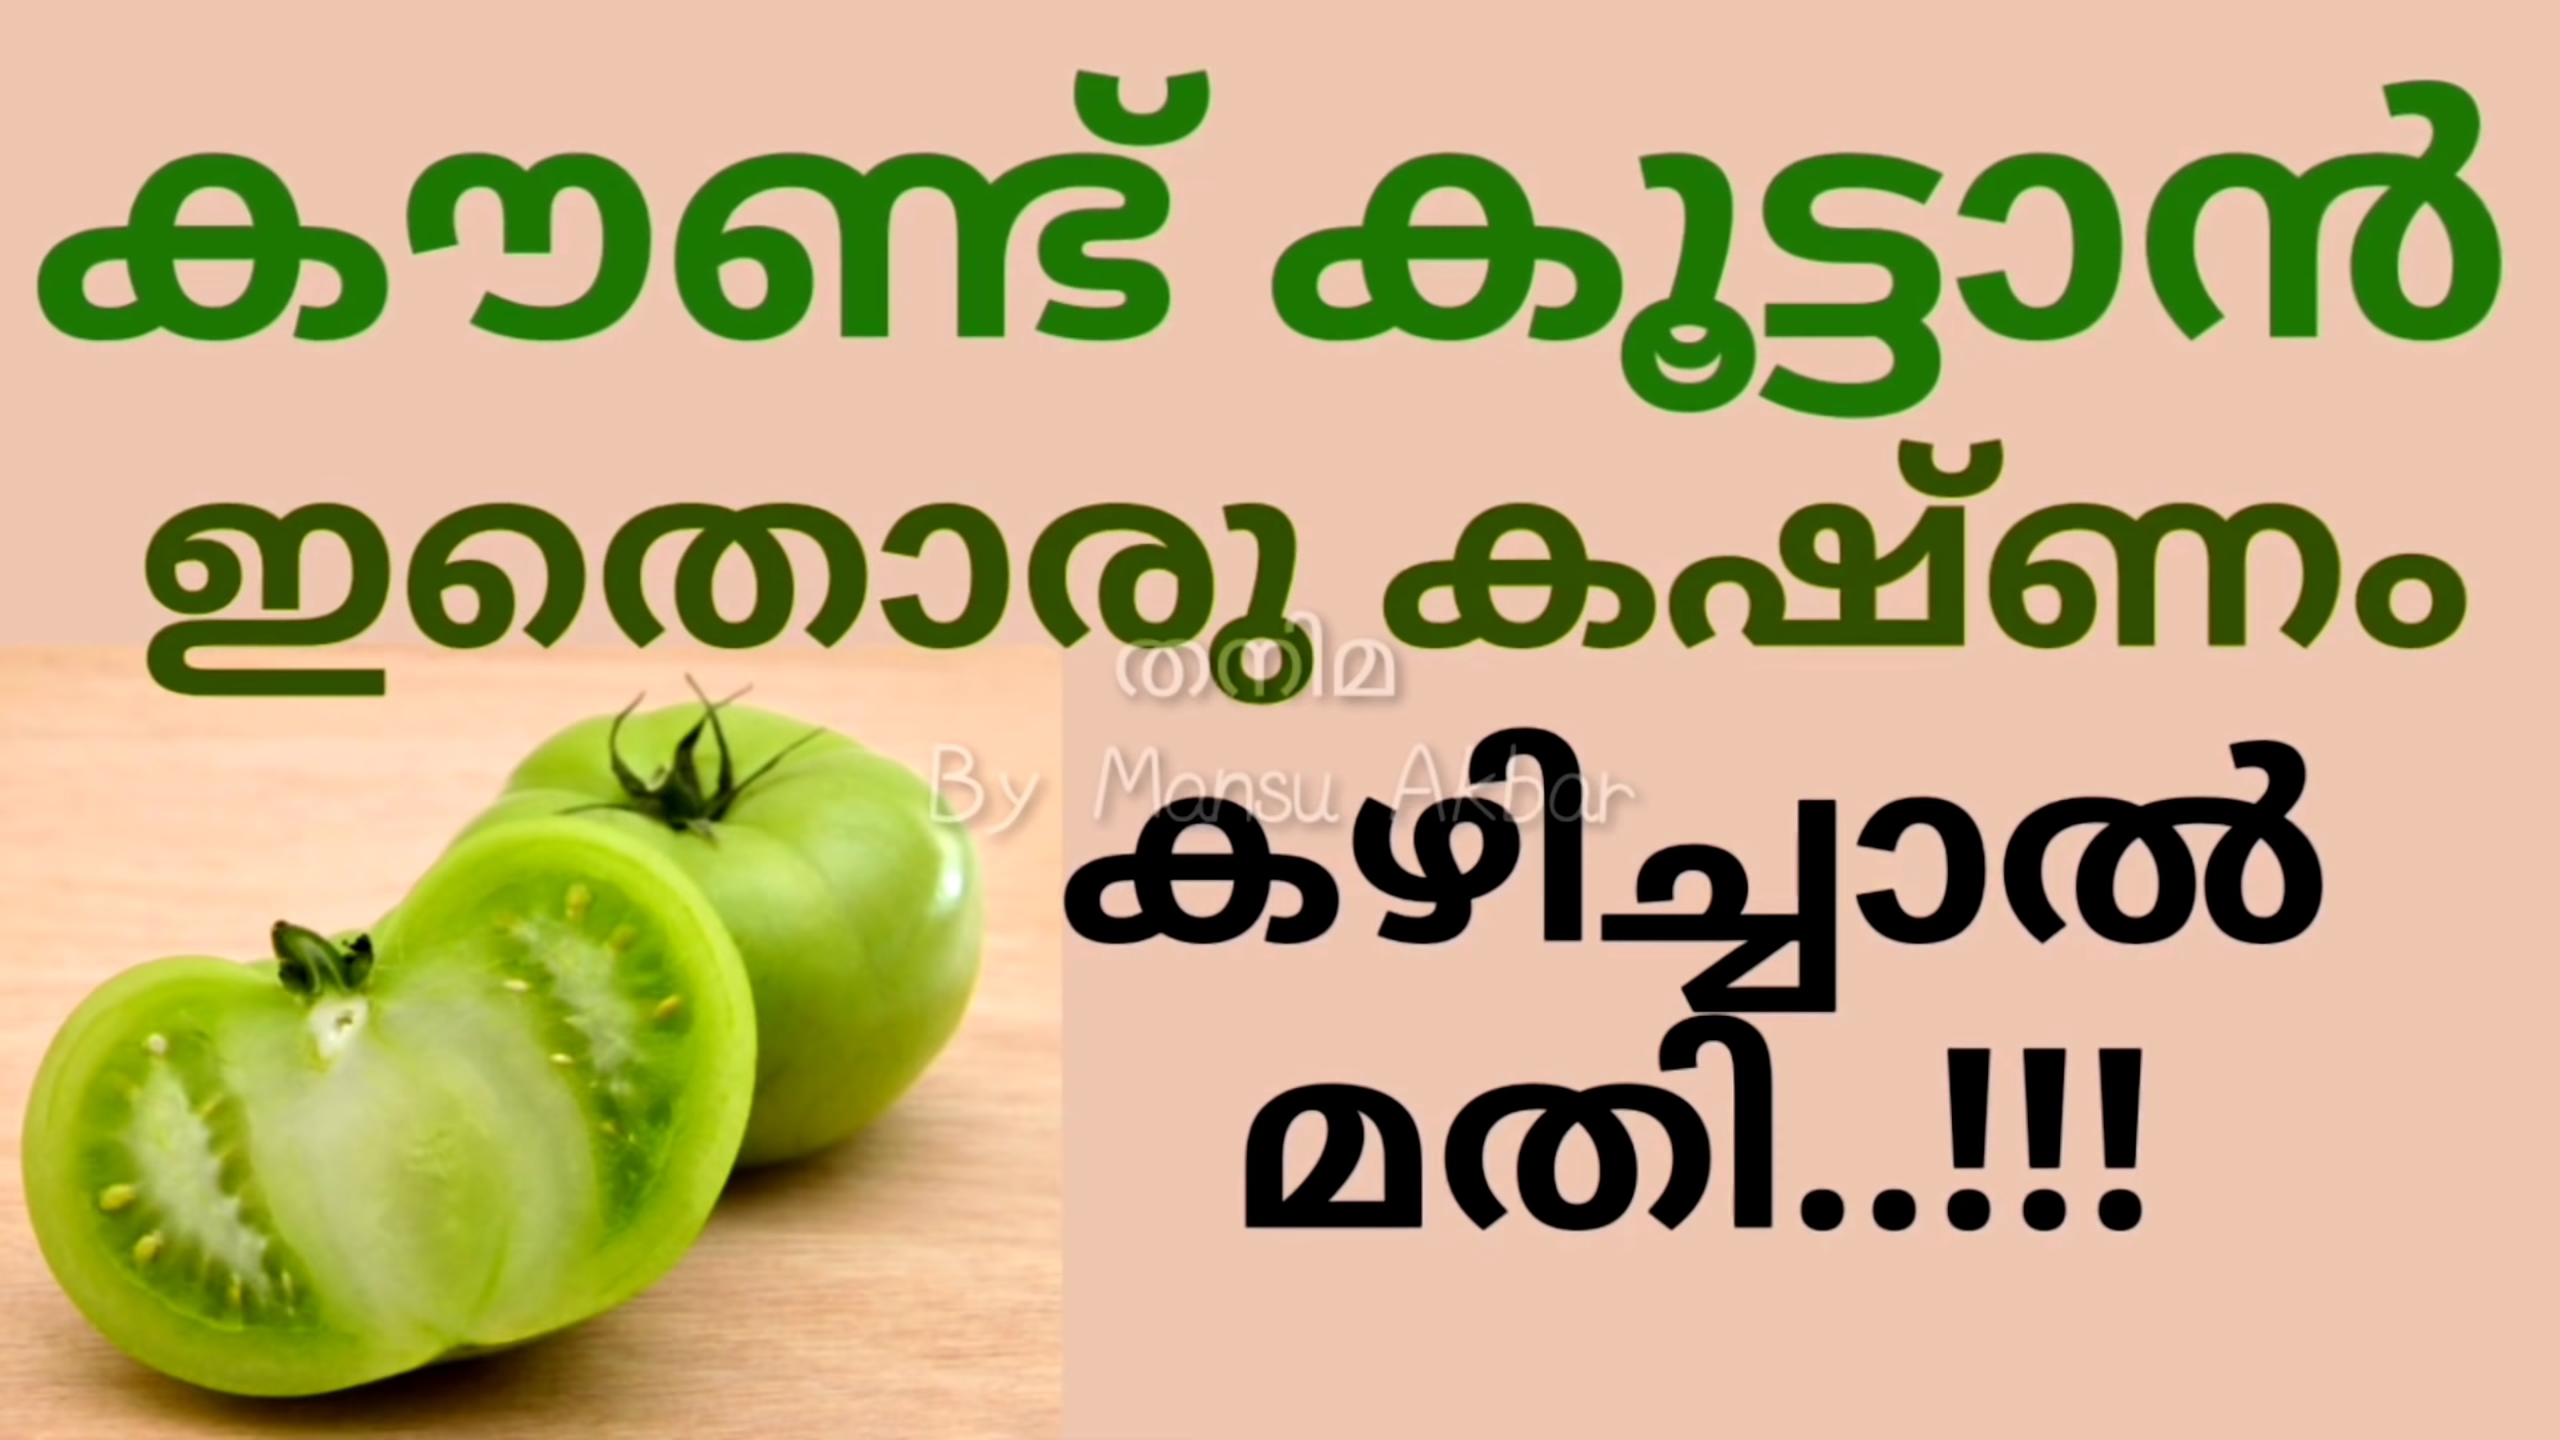 കൗണ്ട് കൂട്ടാൻ
ഇതൊരു കഷ്ണം
തനിമ
By Mansu Akbar
കഴിച്ചാൽ
മതി..!!!